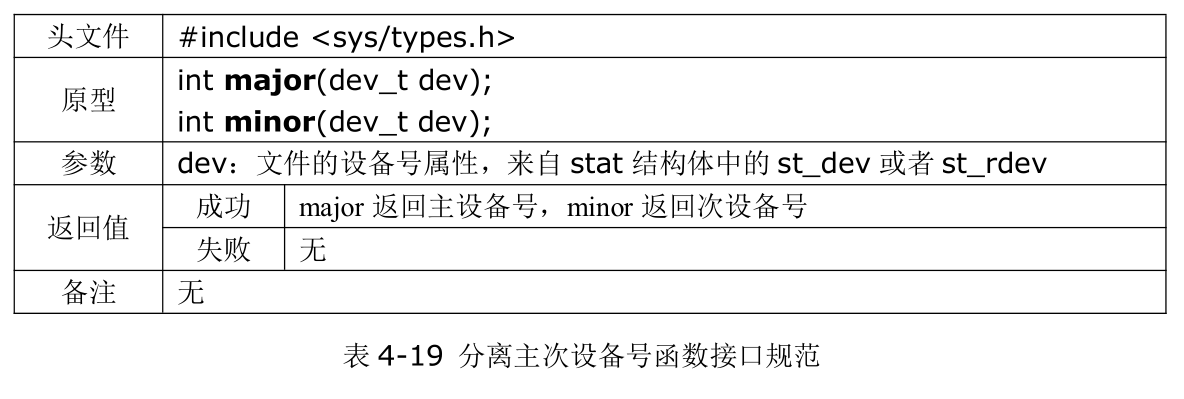 头文件 #include <sys/types.h>
原型 int major(dev_t dev);
int minor(dev_t dev);
参数 dev：文件的设备号属性，来自 stat 结构体中的 st_dev 或者 st_rdev
返回值 成功 major 返回主设备号，minor 返回次设备号
失败 无
备注 无
表 4-19 分离主次设备号函数接口规范